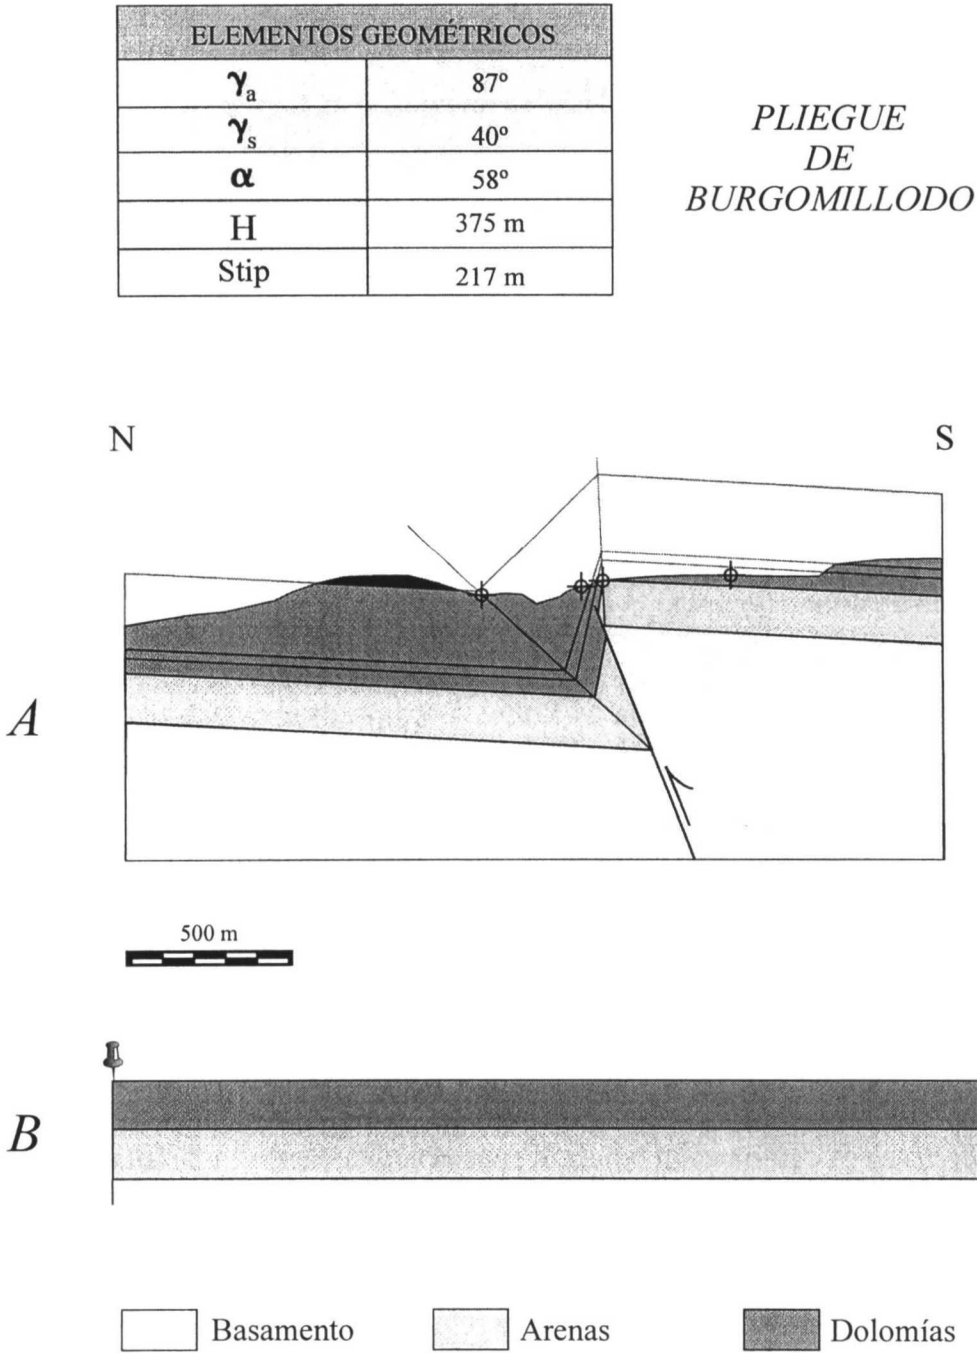 ELEMENTOS GEOMÉTRICOS
γa 87º
γs 40º
α 58º
H 375 m
Stip 217 m
PLIEGUE
DE
BURGOMILLODO
N S
A
500 m
B
Basamento Arenas Dolomías